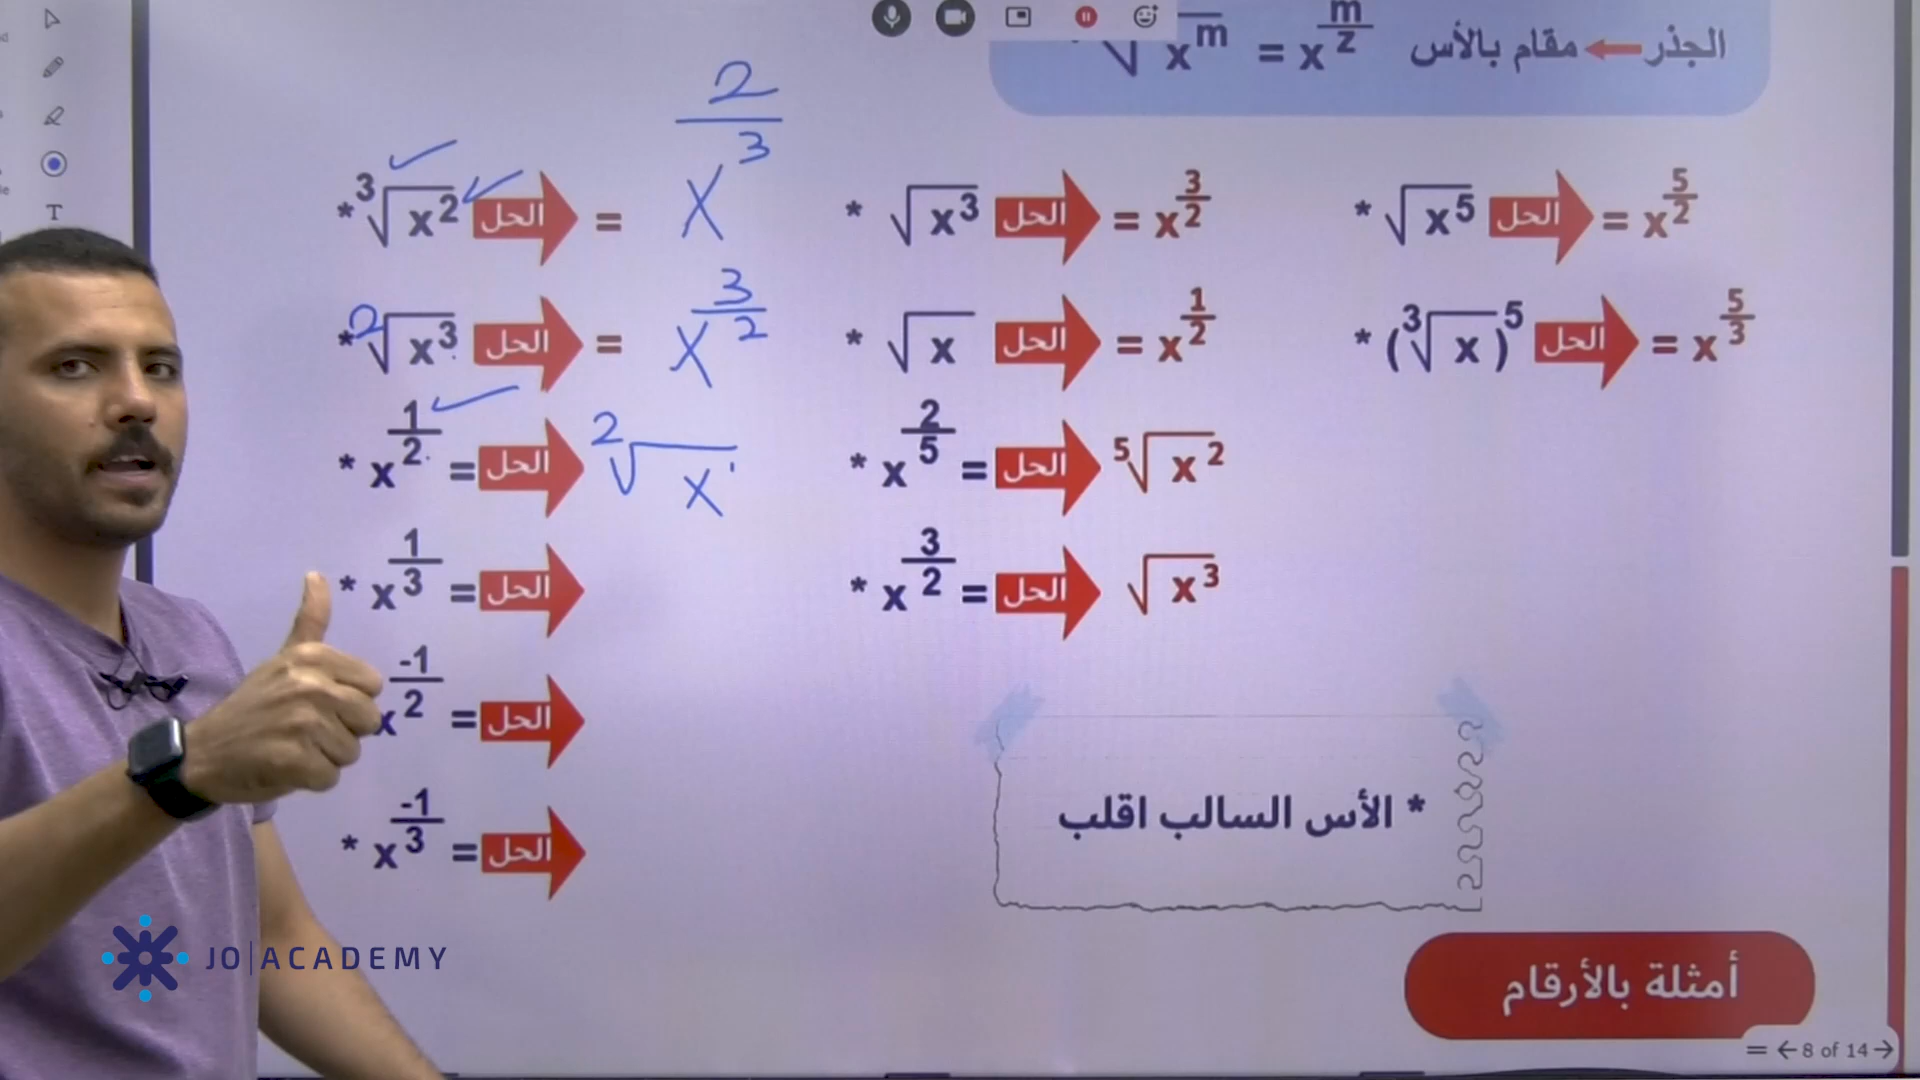 √x^m = x^(m/z) الجذر ← مقام بالأس
* ³√x² الحل = x^(2/3)
* √x³ الحل = x^(3/2)
* √x⁵ الحل = x^(5/2)
* ²√x³ الحل = x^(3/2)
* √x الحل = x^(1/2)
* (³√x)⁵ الحل = x^(5/3)
* x^(1/2) = الحل ²√x¹
* x^(2/5) = الحل ⁵√x²
* x^(1/3) = الحل
* x^(3/2) = الحل √x³
x^(-1/2) = الحل
* x^(-1/3) = الحل
* الأس السالب اقلب
JO|ACADEMY
أمثلة بالأرقام
8 of 14
T